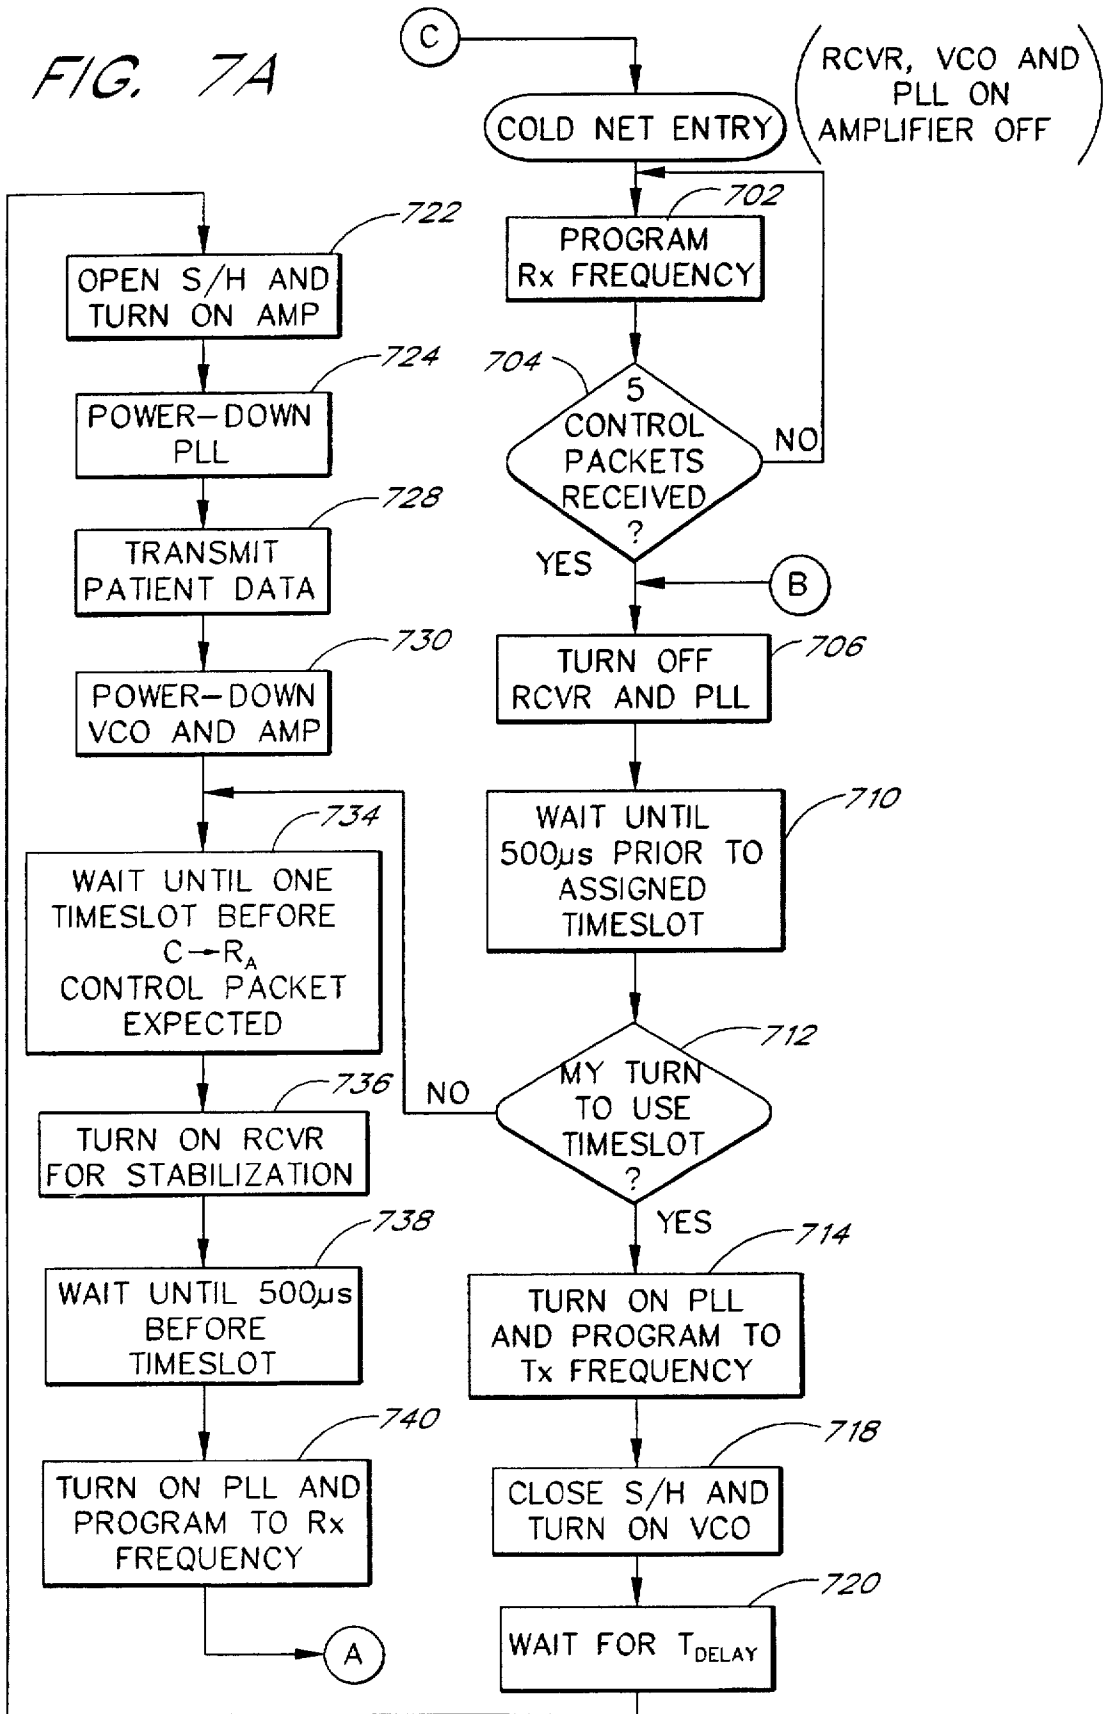 FIG. 7A
C
COLD NET ENTRY
RCVR, VCO AND
PLL ON
AMPLIFIER OFF
702
PROGRAM
Rx FREQUENCY
704
5
CONTROL
PACKETS
RECEIVED
?
NO
YES
B
706
TURN OFF
RCVR AND PLL
710
WAIT UNTIL
500µs PRIOR TO
ASSIGNED
TIMESLOT
712
MY TURN
TO USE
TIMESLOT
?
NO
YES
714
TURN ON PLL
AND PROGRAM TO
Tx FREQUENCY
718
CLOSE S/H AND
TURN ON VCO
720
WAIT FOR TDELAY
722
OPEN S/H AND
TURN ON AMP
724
POWER-DOWN
PLL
728
TRANSMIT
PATIENT DATA
730
POWER-DOWN
VCO AND AMP
734
WAIT UNTIL ONE
TIMESLOT BEFORE
C→RA
CONTROL PACKET
EXPECTED
736
TURN ON RCVR
FOR STABILIZATION
738
WAIT UNTIL 500µs
BEFORE
TIMESLOT
740
TURN ON PLL AND
PROGRAM TO Rx
FREQUENCY
A